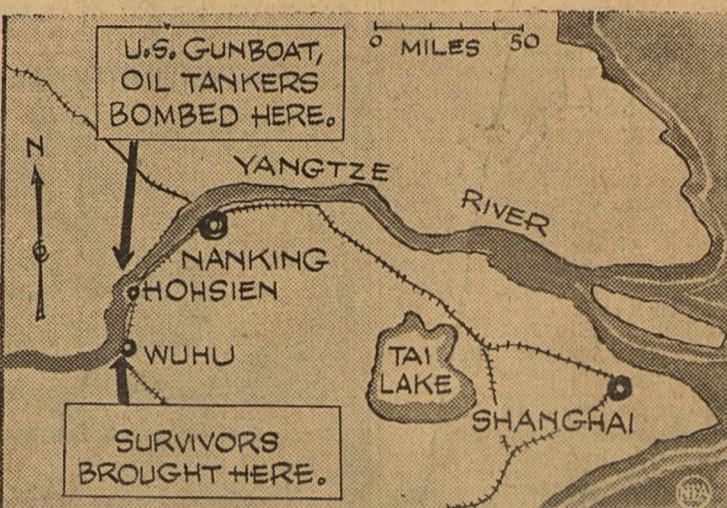 U.S. GUNBOAT,
OIL TANKERS
BOMBED HERE.
0 MILES 50
N
YANGTZE
RIVER
NANKING
HOHSIEN
WUHU
TAI
LAKE
SHANGHAI
SURVIVORS
BROUGHT HERE.
NEA